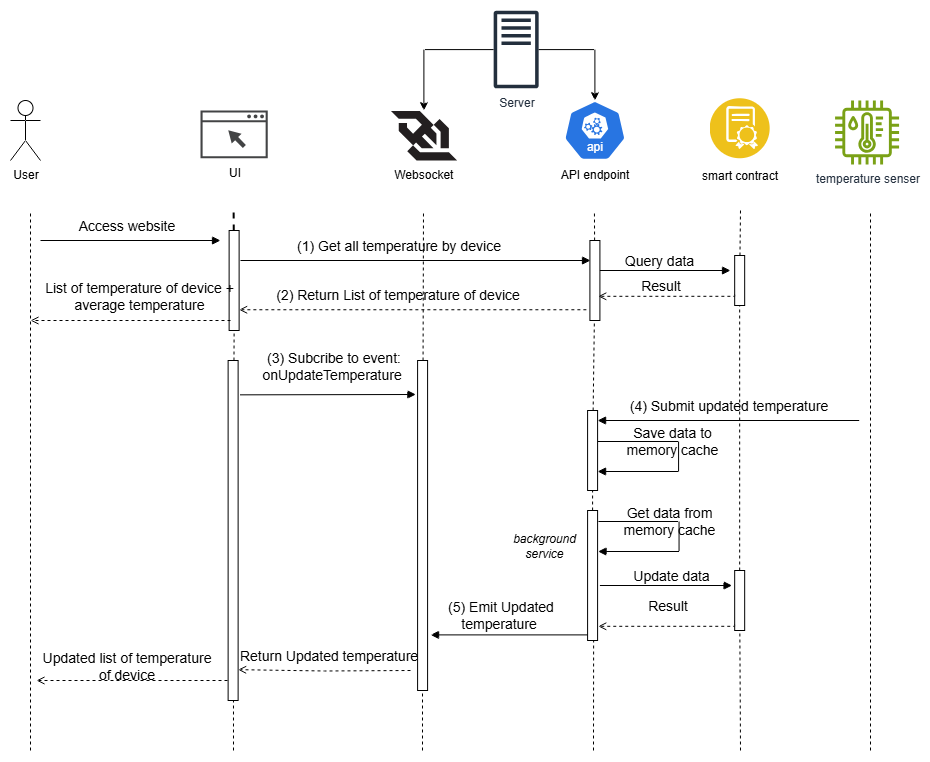 Server
User
UI
Websocket
api
API endpoint
smart contract
temperature senser
Access website
(1) Get all temperature by device
Query data
Result
List of temperature of device +
average temperature
(2) Return List of temperature of device
(3) Subcribe to event:
onUpdateTemperature
(4) Submit updated temperature
Save data to
memory cache
Get data from
memory cache
background
service
Update data
Result
(5) Emit Updated
temperature
Return Updated temperature
Updated list of temperature
of device